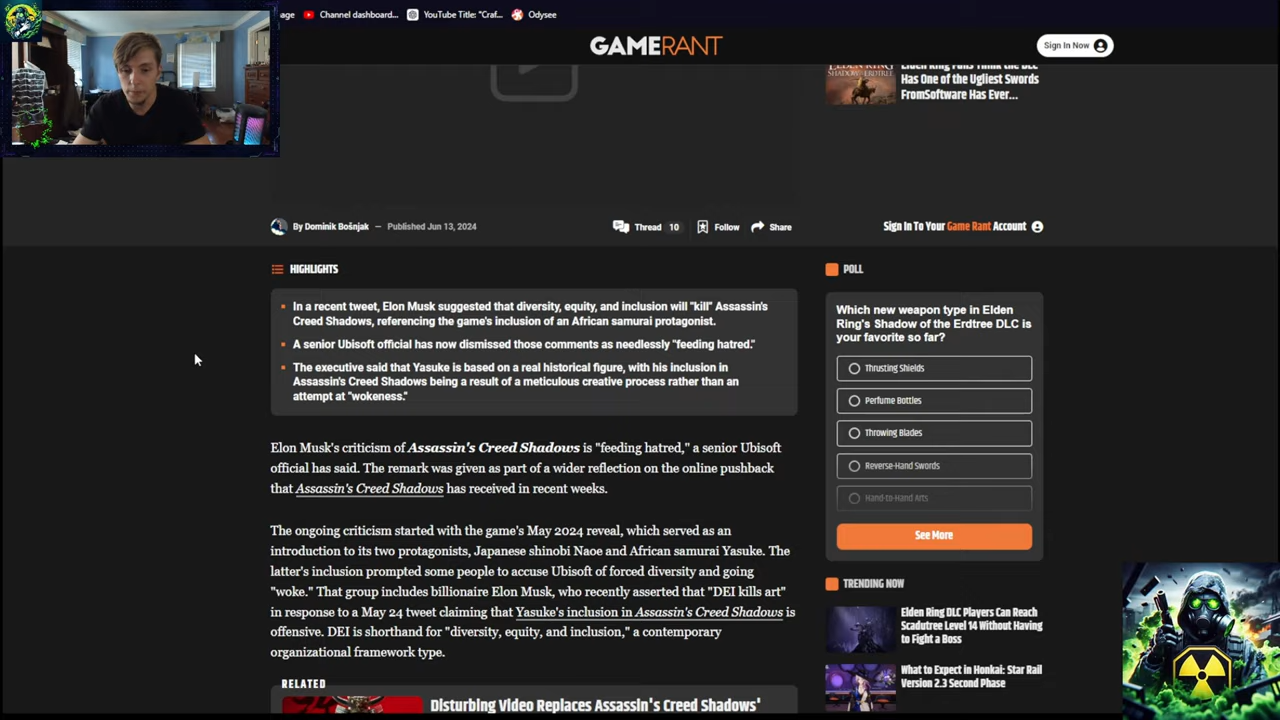 Channel dashboard...
YouTube Title: "Craf...
Odysee
GAMERANT
Sign In Now
Has One of the Ugliest Swords
FromSoftware Has Ever...
By Dominik Bošnjak — Published Jun 13, 2024
Thread 10
Follow
Share
Sign In To Your Game Rant Account
HIGHLIGHTS
In a recent tweet, Elon Musk suggested that diversity, equity, and inclusion will "kill" Assassin's
Creed Shadows, referencing the game's inclusion of an African samurai protagonist.
A senior Ubisoft official has now dismissed those comments as needlessly "feeding hatred."
The executive said that Yasuke is based on a real historical figure, with his inclusion in
Assassin's Creed Shadows being a result of a meticulous creative process rather than an
attempt at "wokeness."
Elon Musk's criticism of Assassin's Creed Shadows is "feeding hatred," a senior Ubisoft
official has said. The remark was given as part of a wider reflection on the online pushback
that Assassin's Creed Shadows has received in recent weeks.
The ongoing criticism started with the game's May 2024 reveal, which served as an
introduction to its two protagonists, Japanese shinobi Naoe and African samurai Yasuke. The
latter's inclusion prompted some people to accuse Ubisoft of forced diversity and going
"woke." That group includes billionaire Elon Musk, who recently asserted that "DEI kills art"
in response to a May 24 tweet claiming that Yasuke's inclusion in Assassin's Creed Shadows is
offensive. DEI is shorthand for "diversity, equity, and inclusion," a contemporary
organizational framework type.
RELATED
Disturbing Video Replaces Assassin's Creed Shadows'
POLL
Which new weapon type in Elden
Ring's Shadow of the Erdtree DLC is
your favorite so far?
Thrusting Shields
Perfume Bottles
Throwing Blades
Reverse-Hand Swords
Hand-to-Hand Arts
See More
TRENDING NOW
Elden Ring DLC Players Can Reach
Scadutree Level 14 Without Having
to Fight a Boss
What to Expect in Honkai: Star Rail
Version 2.3 Second Phase